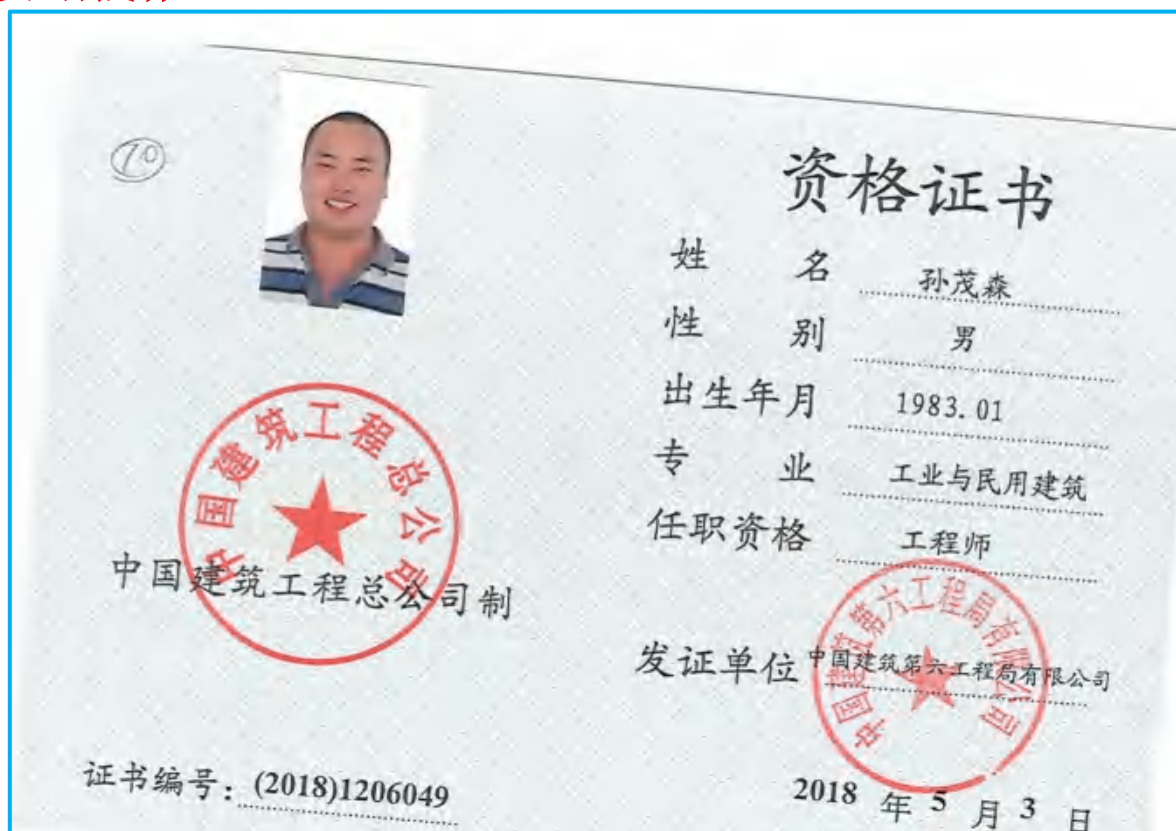 70
中国建筑工程总公司
中国建筑工程总公司制
证书编号：(2018)1206049
资格证书
姓 名 孙茂森
性 别 男
出生年月 1983.01
专 业 工业与民用建筑
任职资格 工程师
发证单位 中国建筑第六工程局有限公司
中国建筑第六工程局有限公司
2018 年 5 月 3 日